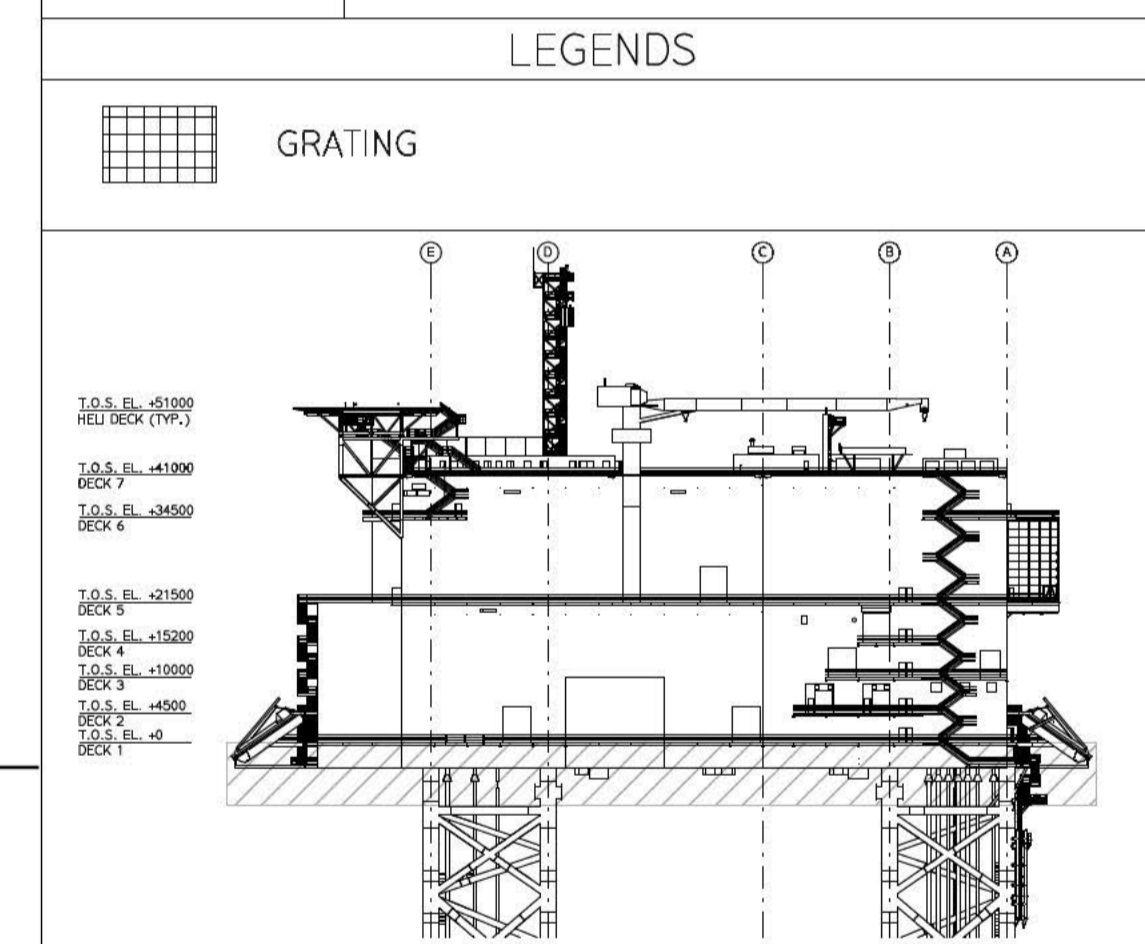 LEGENDS
GRATING
E D C B A
T.O.S. EL. +51000
HELI DECK (TYP.)
T.O.S. EL. +41000
DECK 7
T.O.S. EL. +34500
DECK 6
T.O.S. EL. +21500
DECK 5
T.O.S. EL. +15200
DECK 4
T.O.S. EL. +10000
DECK 3
T.O.S. EL. +4500
DECK 2
T.O.S. EL. +0
DECK 1